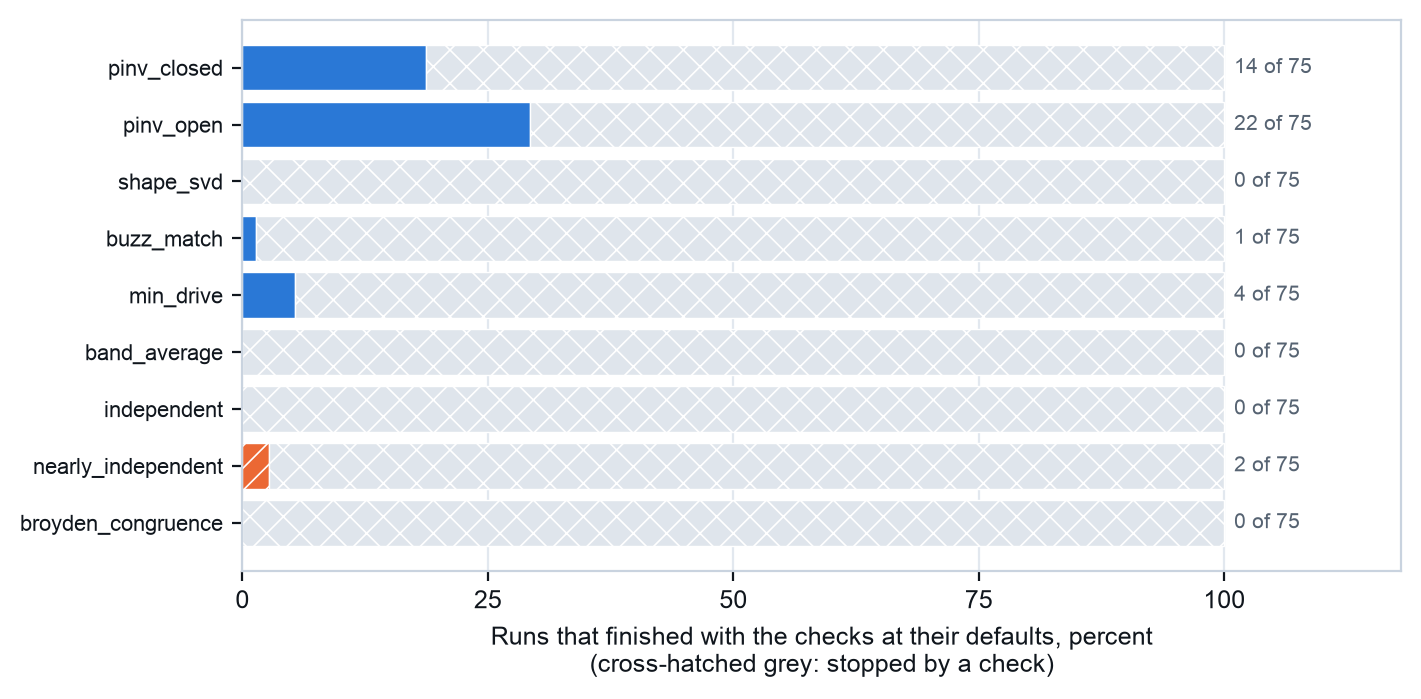 pinv_closed 14 of 75
pinv_open 22 of 75
shape_svd 0 of 75
buzz_match 1 of 75
min_drive 4 of 75
band_average 0 of 75
independent 0 of 75
nearly_independent 2 of 75
broyden_congruence 0 of 75
0 25 50 75 100
Runs that finished with the checks at their defaults, percent
(cross-hatched grey: stopped by a check)